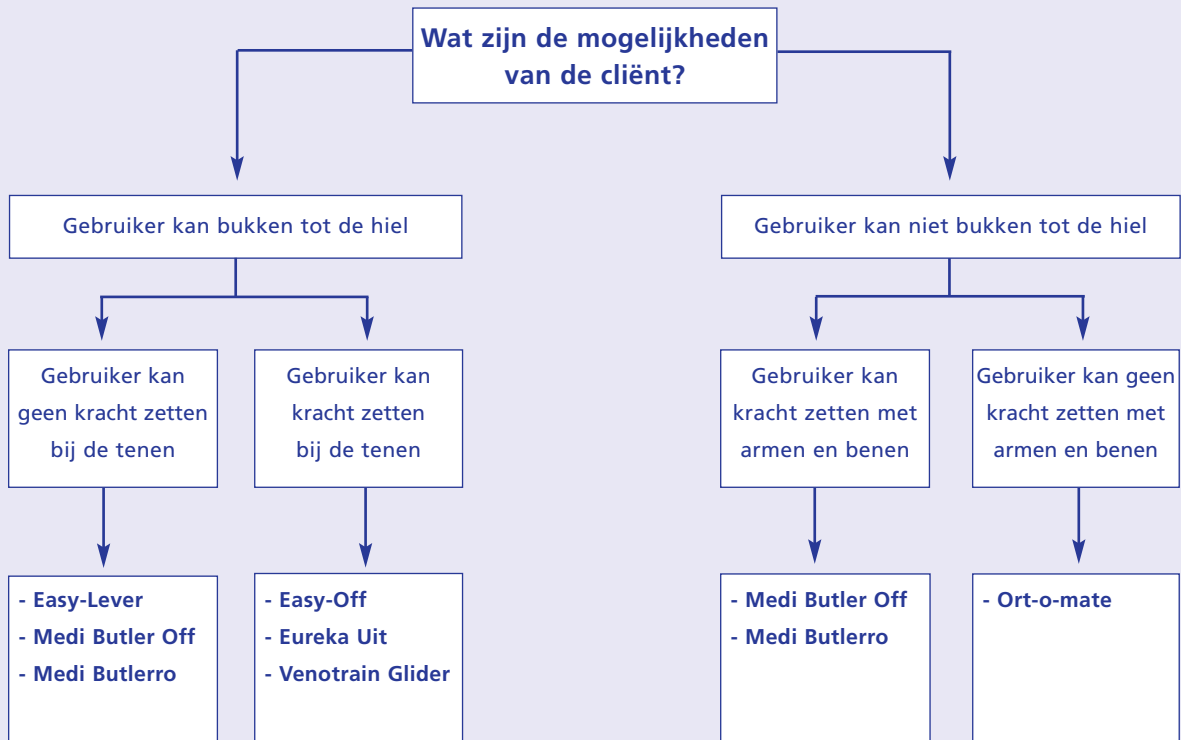 Wat zijn de mogelijkheden
van de cliënt?
Gebruiker kan bukken tot de hiel
Gebruiker kan niet bukken tot de hiel
Gebruiker kan
geen kracht zetten
bij de tenen
Gebruiker kan
kracht zetten
bij de tenen
Gebruiker kan
kracht zetten met
armen en benen
Gebruiker kan geen
kracht zetten met
armen en benen
- Easy-Lever
- Medi Butler Off
- Medi Butlerro
- Easy-Off
- Eureka Uit
- Venotrain Glider
- Medi Butler Off
- Medi Butlerro
- Ort-o-mate